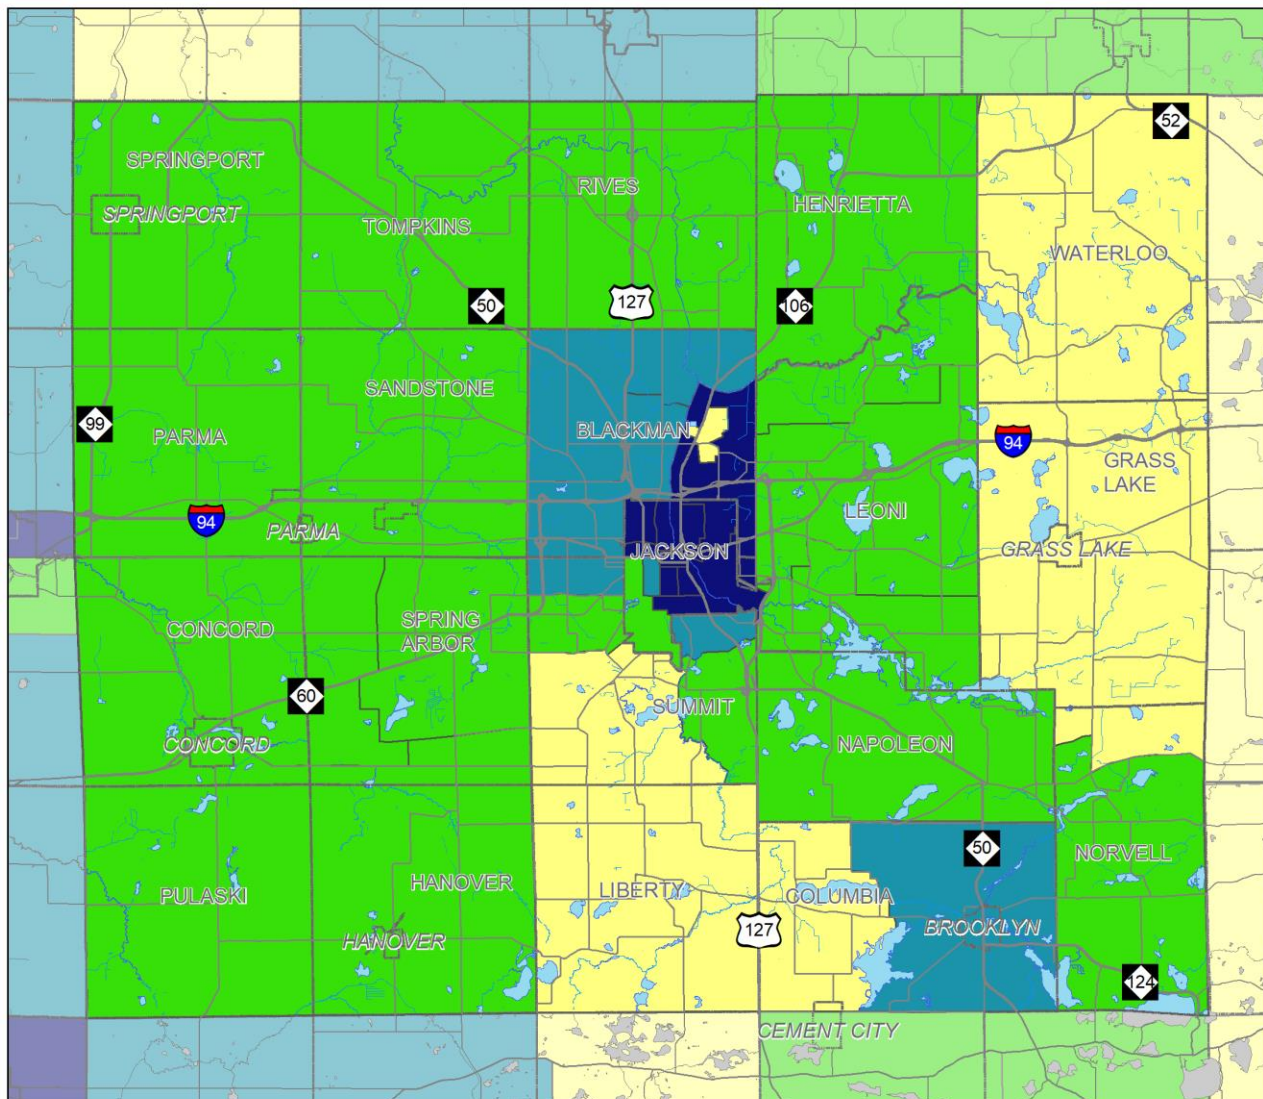 52
SPRINGPORT
RIVES
HENRIETTA
SPRINGPORT
TOMPKINS
WATERLOO
50
127
106
SANDSTONE
99
PARMA
BLACKMAN
94
GRASS
LAKE
94
PARMA
LEONI
JACKSON
GRASS LAKE
CONCORD
SPRING
ARBOR
60
SUMMIT
CONCORD
NAPOLEON
50
NORVELL
PULASKI
HANOVER
LIBERTY
COLUMBIA
HANOVER
127
BROOKLYN
124
CEMENT CITY